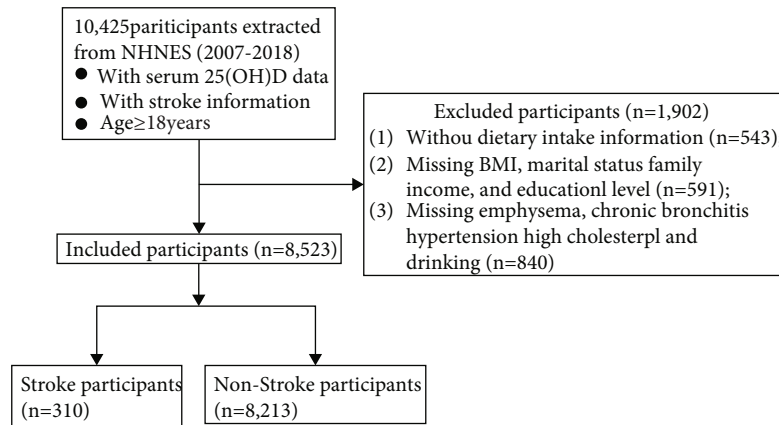 10,425pariticipants extracted
from NHNES (2007-2018)
● With serum 25(OH)D data
● With stroke information
● Age≥18years
Excluded participants (n=1,902)
(1) Withou dietary intake information (n=543)
(2) Missing BMI, marital status family
income, and educationl level (n=591);
(3) Missing emphysema, chronic bronchitis
hypertension high cholesterpl and
drinking (n=840)
Included participants (n=8,523)
Stroke participants
(n=310)
Non-Stroke participants
(n=8,213)